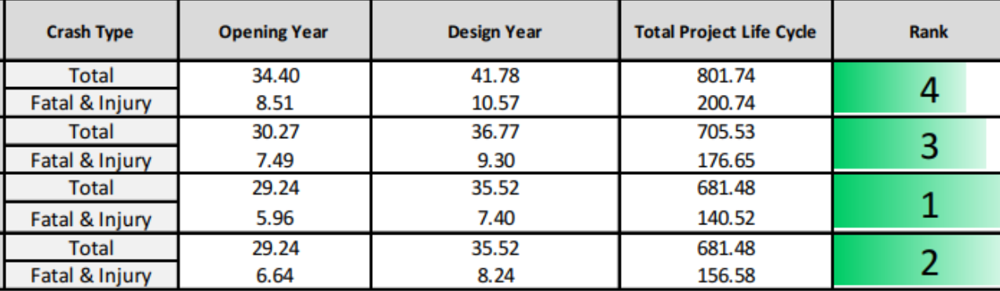 Crash Type Opening Year Design Year Total Project Life Cycle Rank
Total 34.40 41.78 801.74 4
Fatal & Injury 8.51 10.57 200.74
Total 30.27 36.77 705.53 3
Fatal & Injury 7.49 9.30 176.65
Total 29.24 35.52 681.48 1
Fatal & Injury 5.96 7.40 140.52
Total 29.24 35.52 681.48 2
Fatal & Injury 6.64 8.24 156.58